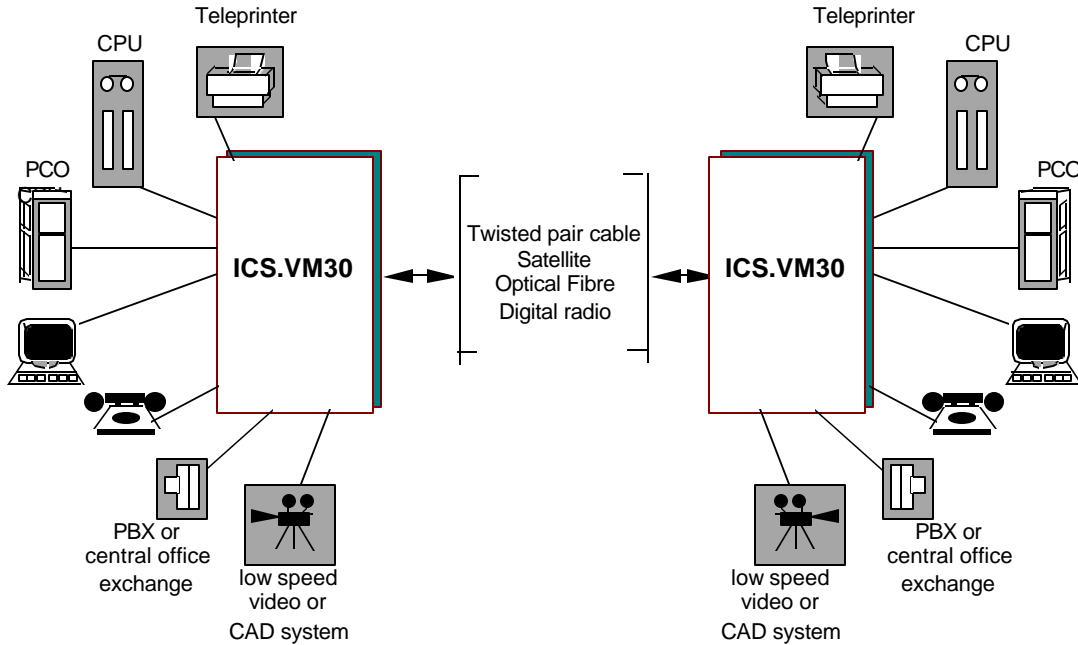 Teleprinter
CPU
PCO
ICS.VM30
PBX or
central office
exchange
low speed
video or
CAD system
Twisted pair cable
Satellite
Optical Fibre
Digital radio
Teleprinter
CPU
PCO
ICS.VM30
low speed
video or
CAD system
PBX or
central office
exchange